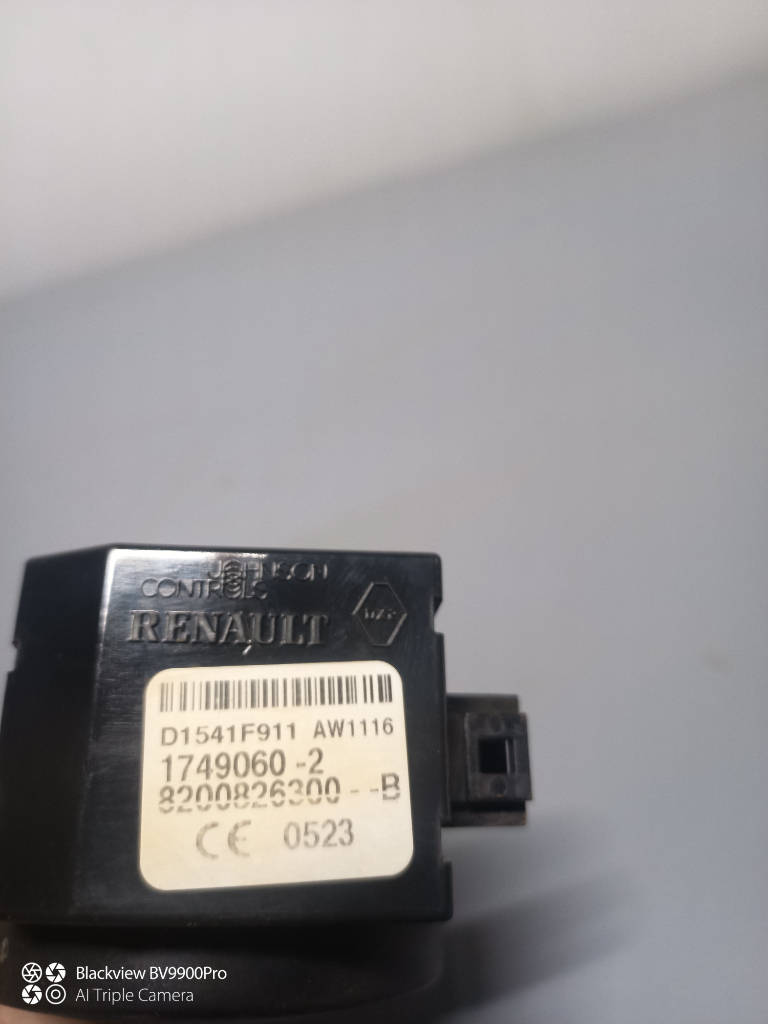 JOHNSON
CONTROLS
RENAULT
D1541F911 AW1116
1749060-2
8200826300--B
CE 0523
Blackview BV9900Pro
AI Triple Camera